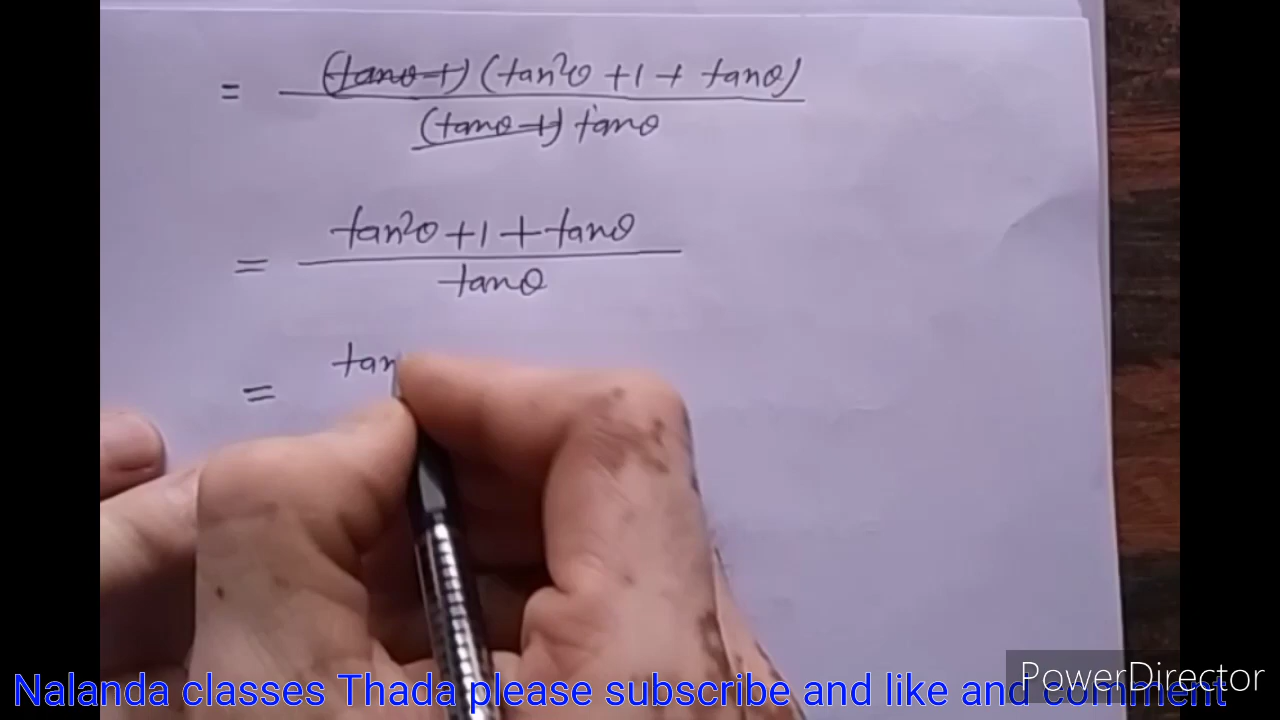 = (tanθ-1) (tan²θ +1 + tanθ)
(tanθ-1) tanθ
= tan²θ +1 + tanθ
tanθ
= tan
PowerDirector
Nalanda classes Thada please subscribe and like and comment